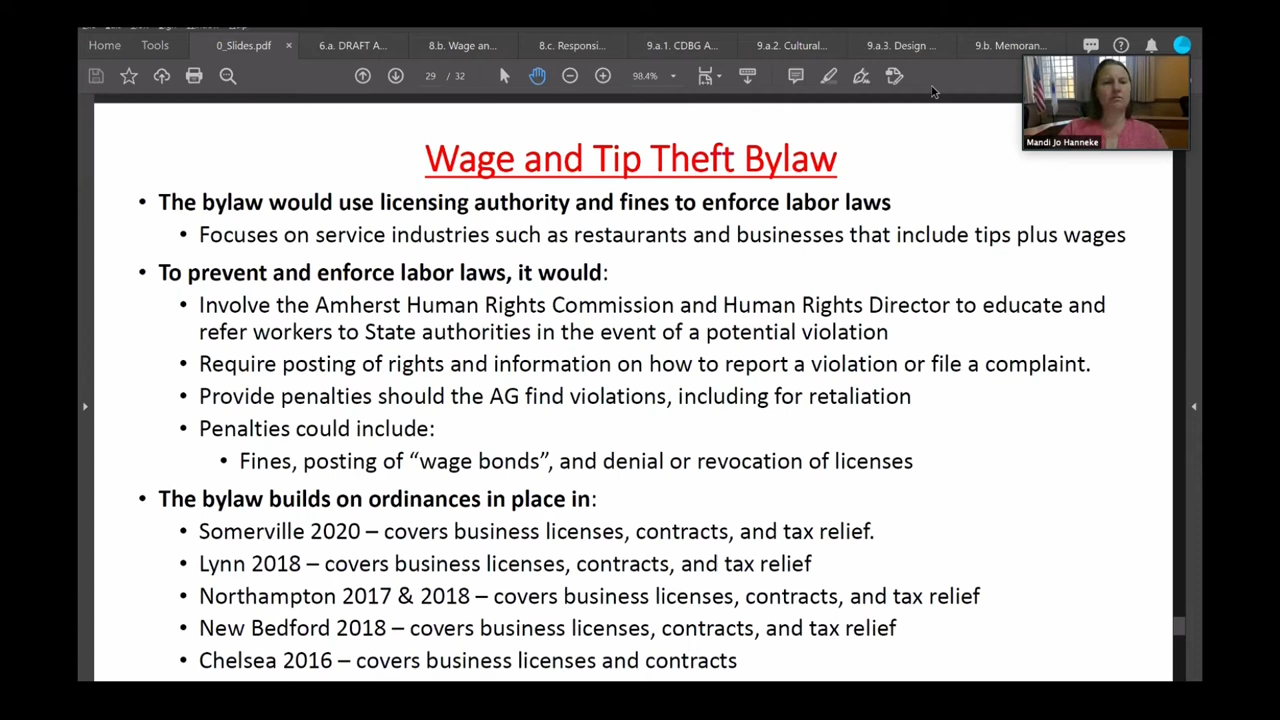 Home Tools 0_Slides.pdf × 6.a. DRAFT A... 8.b. Wage an... 8.c. Responsi... 9.a.1. CDBG A... 9.a.2. Cultural... 9.a.3. Design ... 9.b. Memoran...
29 / 32 98.4%
Mandi Jo Hanneke
Wage and Tip Theft Bylaw
• The bylaw would use licensing authority and fines to enforce labor laws
• Focuses on service industries such as restaurants and businesses that include tips plus wages
• To prevent and enforce labor laws, it would:
• Involve the Amherst Human Rights Commission and Human Rights Director to educate and
refer workers to State authorities in the event of a potential violation
• Require posting of rights and information on how to report a violation or file a complaint.
• Provide penalties should the AG find violations, including for retaliation
• Penalties could include:
• Fines, posting of “wage bonds”, and denial or revocation of licenses
• The bylaw builds on ordinances in place in:
• Somerville 2020 – covers business licenses, contracts, and tax relief.
• Lynn 2018 – covers business licenses, contracts, and tax relief
• Northampton 2017 & 2018 – covers business licenses, contracts, and tax relief
• New Bedford 2018 – covers business licenses, contracts, and tax relief
• Chelsea 2016 – covers business licenses and contracts